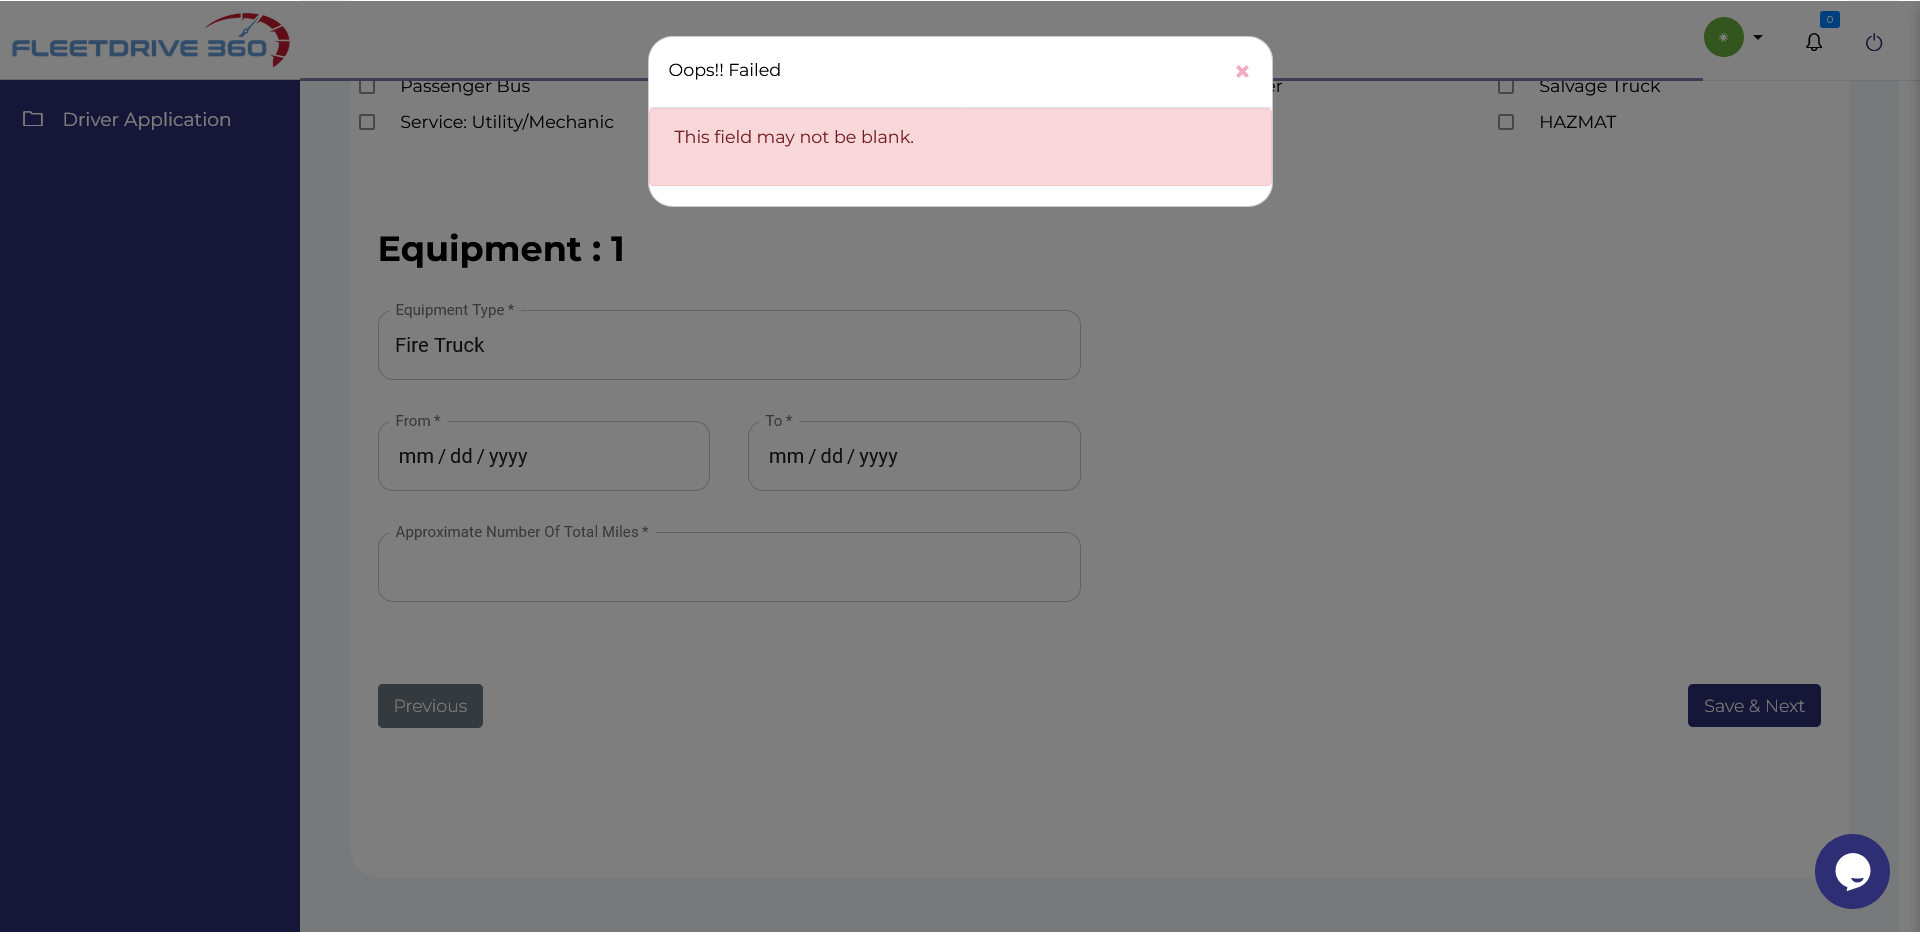 FLEETDRIVE 360
0
Oops!! Failed
Driver Application
Passenger Bus
er
Salvage Truck
Service: Utility/Mechanic
HAZMAT
This field may not be blank.
Equipment : 1
Equipment Type *
Fire Truck
From *
To *
mm / dd / yyyy
mm / dd / yyyy
Approximate Number Of Total Miles *
Previous
Save & Next